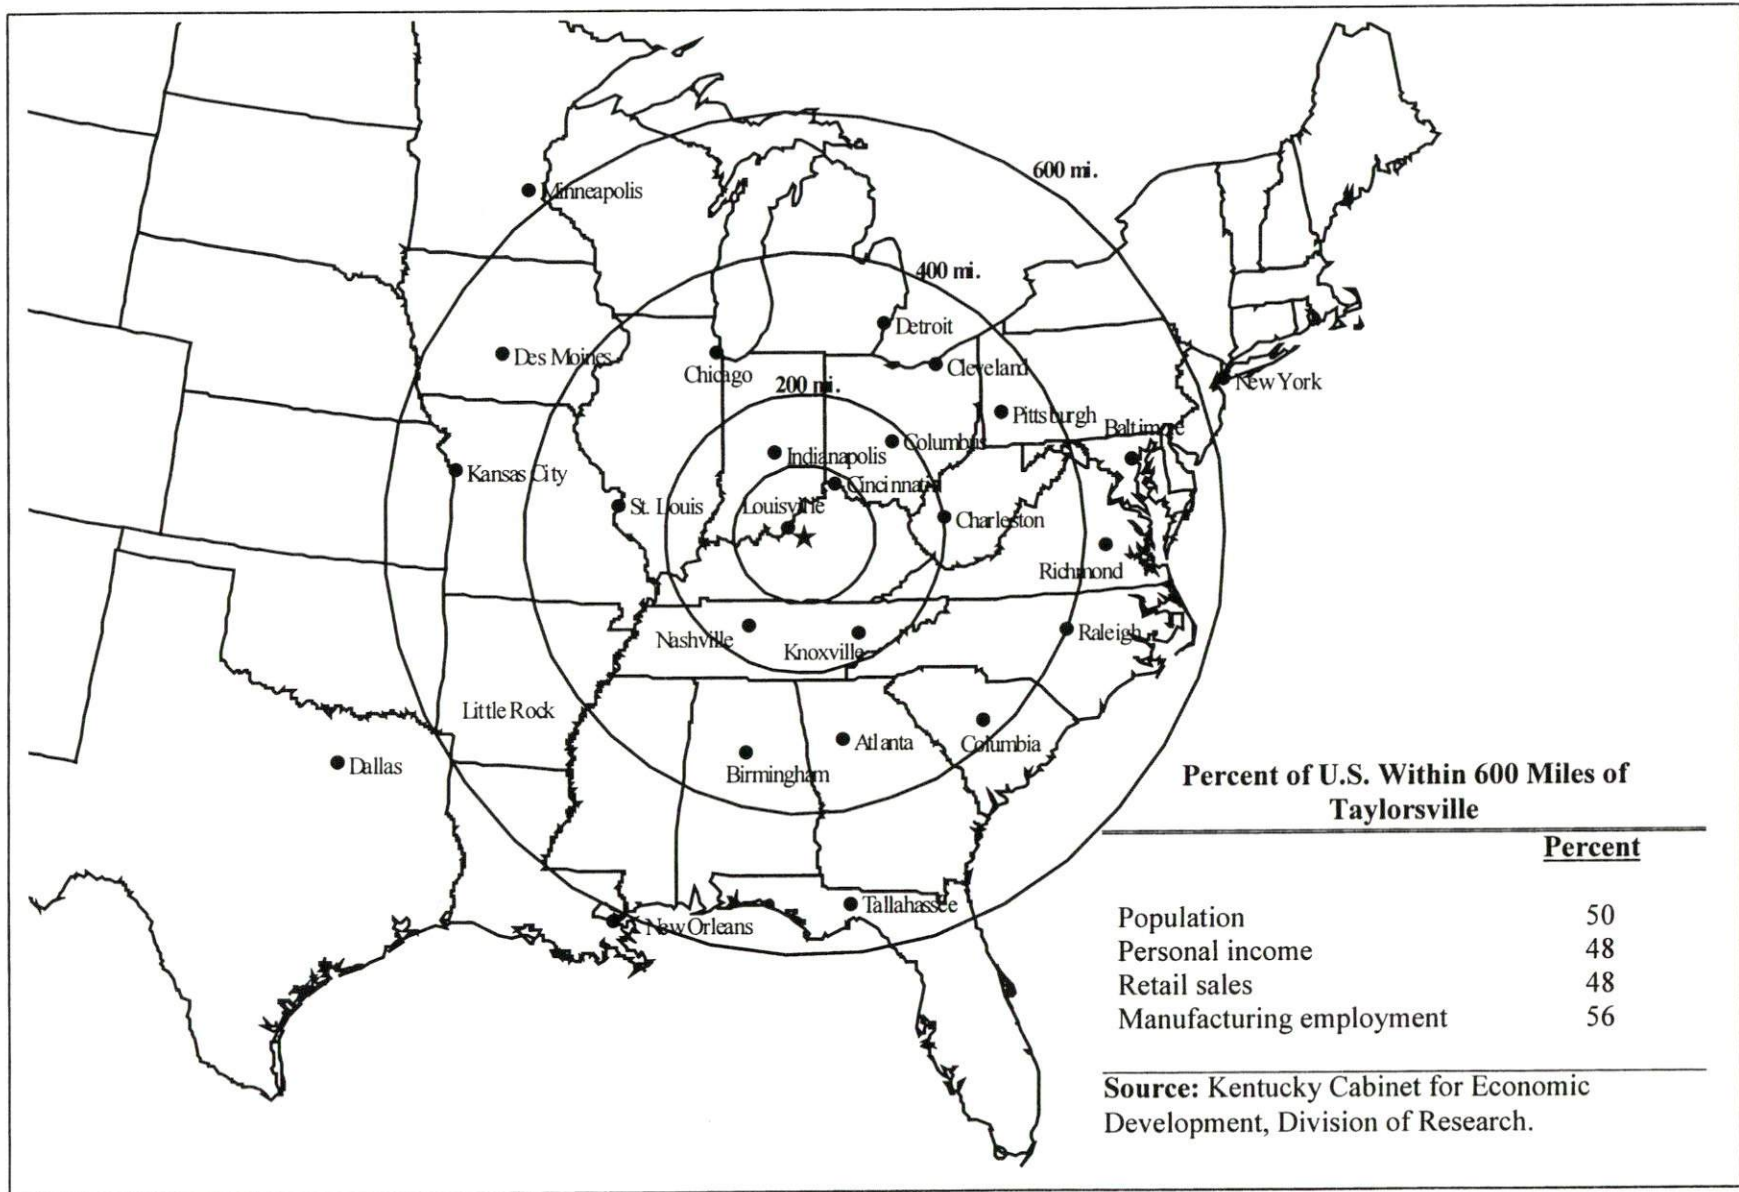 600 mi.
Minneapolis
400 mi.
Detroit
Des Moines
Chicago
Cleveland
200 mi.
New York
Pittsburgh
Baltimore
Columbus
Indianapolis
Kansas City
Cincinnati
St. Louis
Louisville
Charleston
Richmond
Nashville
Knoxville
Raleigh
Little Rock
Atlanta
Columbia
Dallas
Birmingham
Tallahassee
New Orleans
Percent of U.S. Within 600 Miles of
Taylorsville
Percent
Population 50
Personal income 48
Retail sales 48
Manufacturing employment 56
Source: Kentucky Cabinet for Economic
Development, Division of Research.